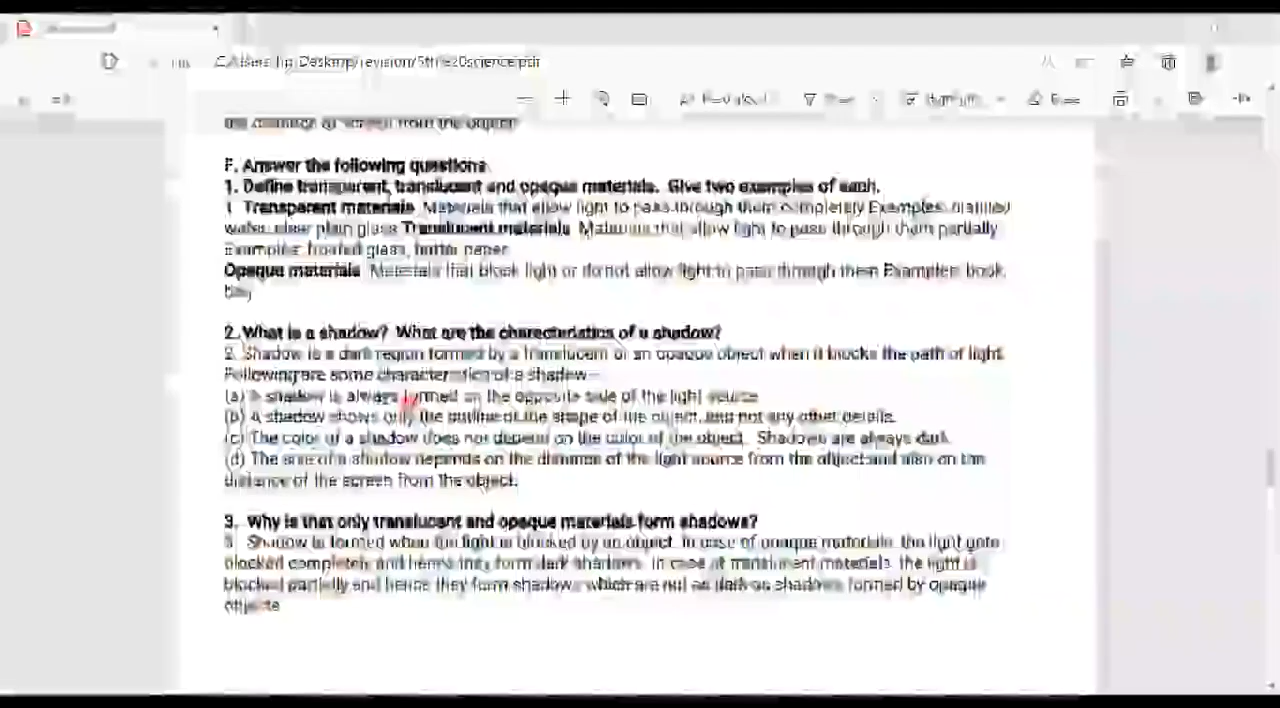 Desktop/revision/5th%20science.pdf
the distance of screen from the object.
F. Answer the following questions.
1. Define transparent, translucent and opaque materials. Give two examples of each.
1. Transparent materials Materials that allow light to pass through them completely Examples:
water, clear plain glass Translucent materials Materials that allow light to pass through them partially
Examples: frosted glass, butter paper
Opaque materials Materials that block light or do not allow light to pass through them Examples: book,
2. What is a shadow? What are the characteristics of a shadow?
2. Shadow is a dark region formed by a translucent or an opaque object when it blocks the path of light.
Following are some characteristics of a shadow
(a) A shadow is always formed on the opposite side of the light source
(b) A shadow shows only the outline of the shape of the object, and not any other details.
(c) The color of a shadow does not depend on the color of the object. Shadows are always dark.
(d) The size of a shadow depends on the distance of the light source from the object and also on the
distance of the screen from the object.
3. Why is that only translucent and opaque materials form shadows?
3. Shadow is formed when the light is blocked by an object. In case of opaque materials, the light gets
blocked completely and hence they form dark shadows. In case of translucent materials, the light is
blocked partially and hence they form shadows which are not as dark as shadows formed by opaque
objects